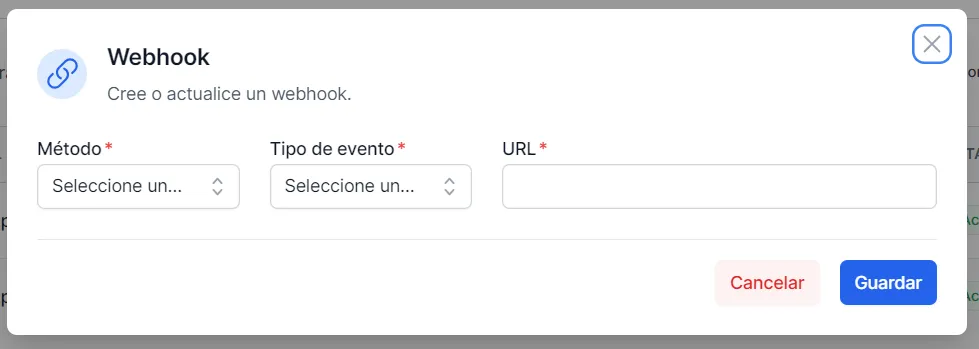 Webhook
Cree o actualice un webhook.
Método *
Tipo de evento *
URL *
Seleccione un...
Seleccione un...
Cancelar
Guardar